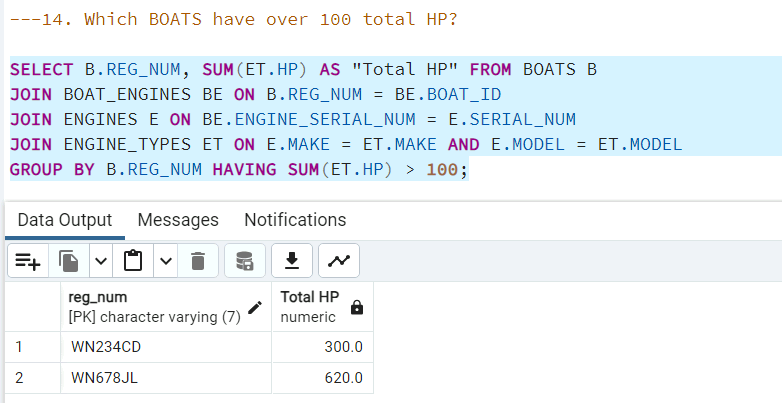 ---14. Which BOATS have over 100 total HP?
SELECT B.REG_NUM, SUM(ET.HP) AS "Total HP" FROM BOATS B
JOIN BOAT_ENGINES BE ON B.REG_NUM = BE.BOAT_ID
JOIN ENGINES E ON BE.ENGINE_SERIAL_NUM = E.SERIAL_NUM
JOIN ENGINE_TYPES ET ON E.MAKE = ET.MAKE AND E.MODEL = ET.MODEL
GROUP BY B.REG_NUM HAVING SUM(ET.HP) > 100;
Data Output Messages Notifications
reg_num Total HP
[PK] character varying (7) numeric
1 WN234CD 300.0
2 WN678JL 620.0